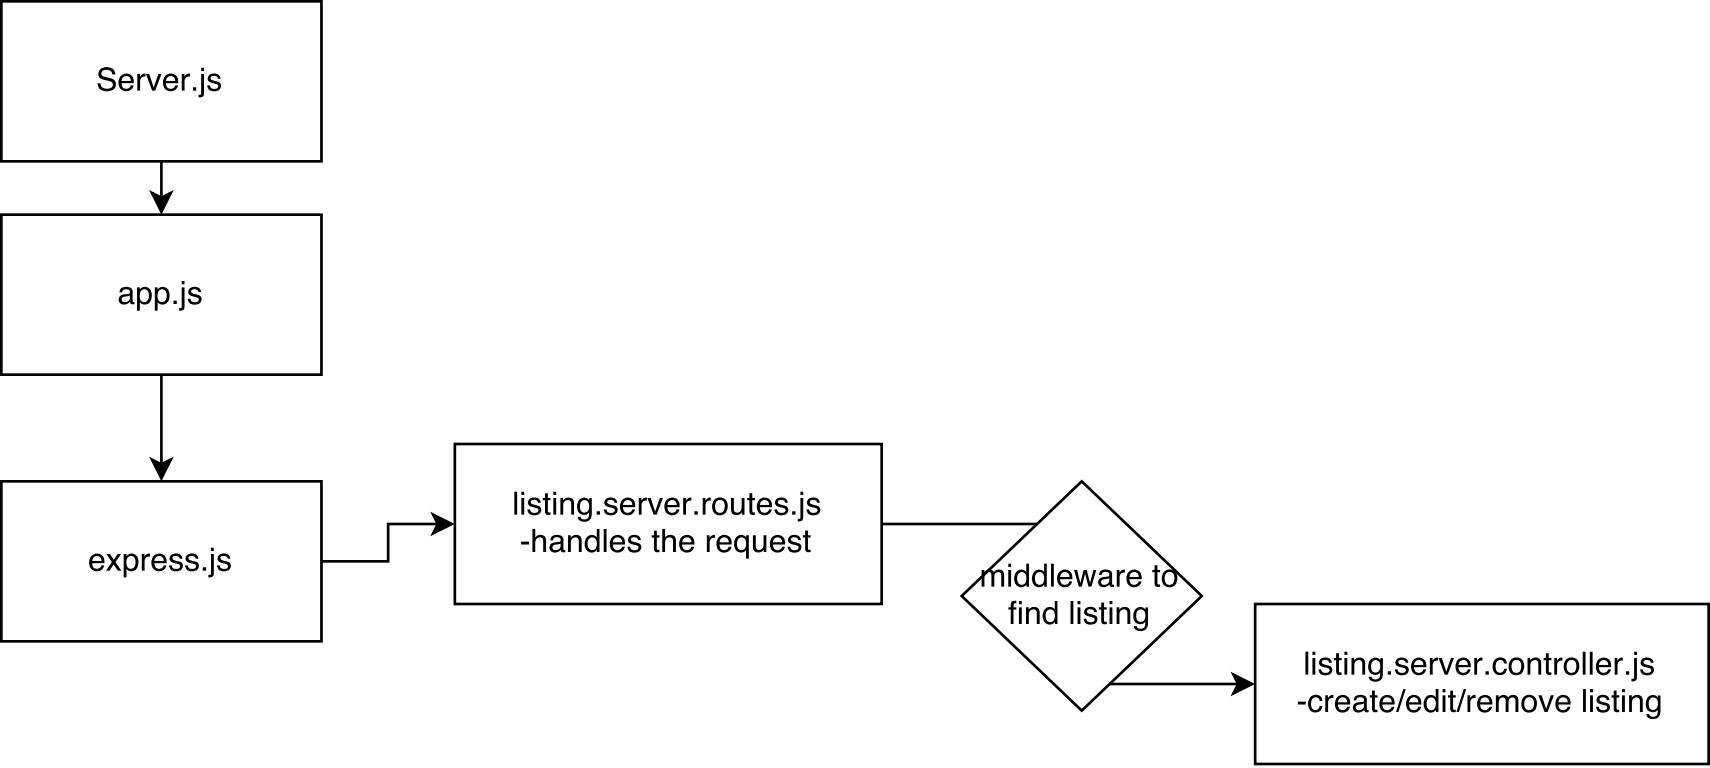 Server.js
app.js
express.js
listing.server.routes.js
-handles the request
middleware to
find listing
listing.server.controller.js
-create/edit/remove listing